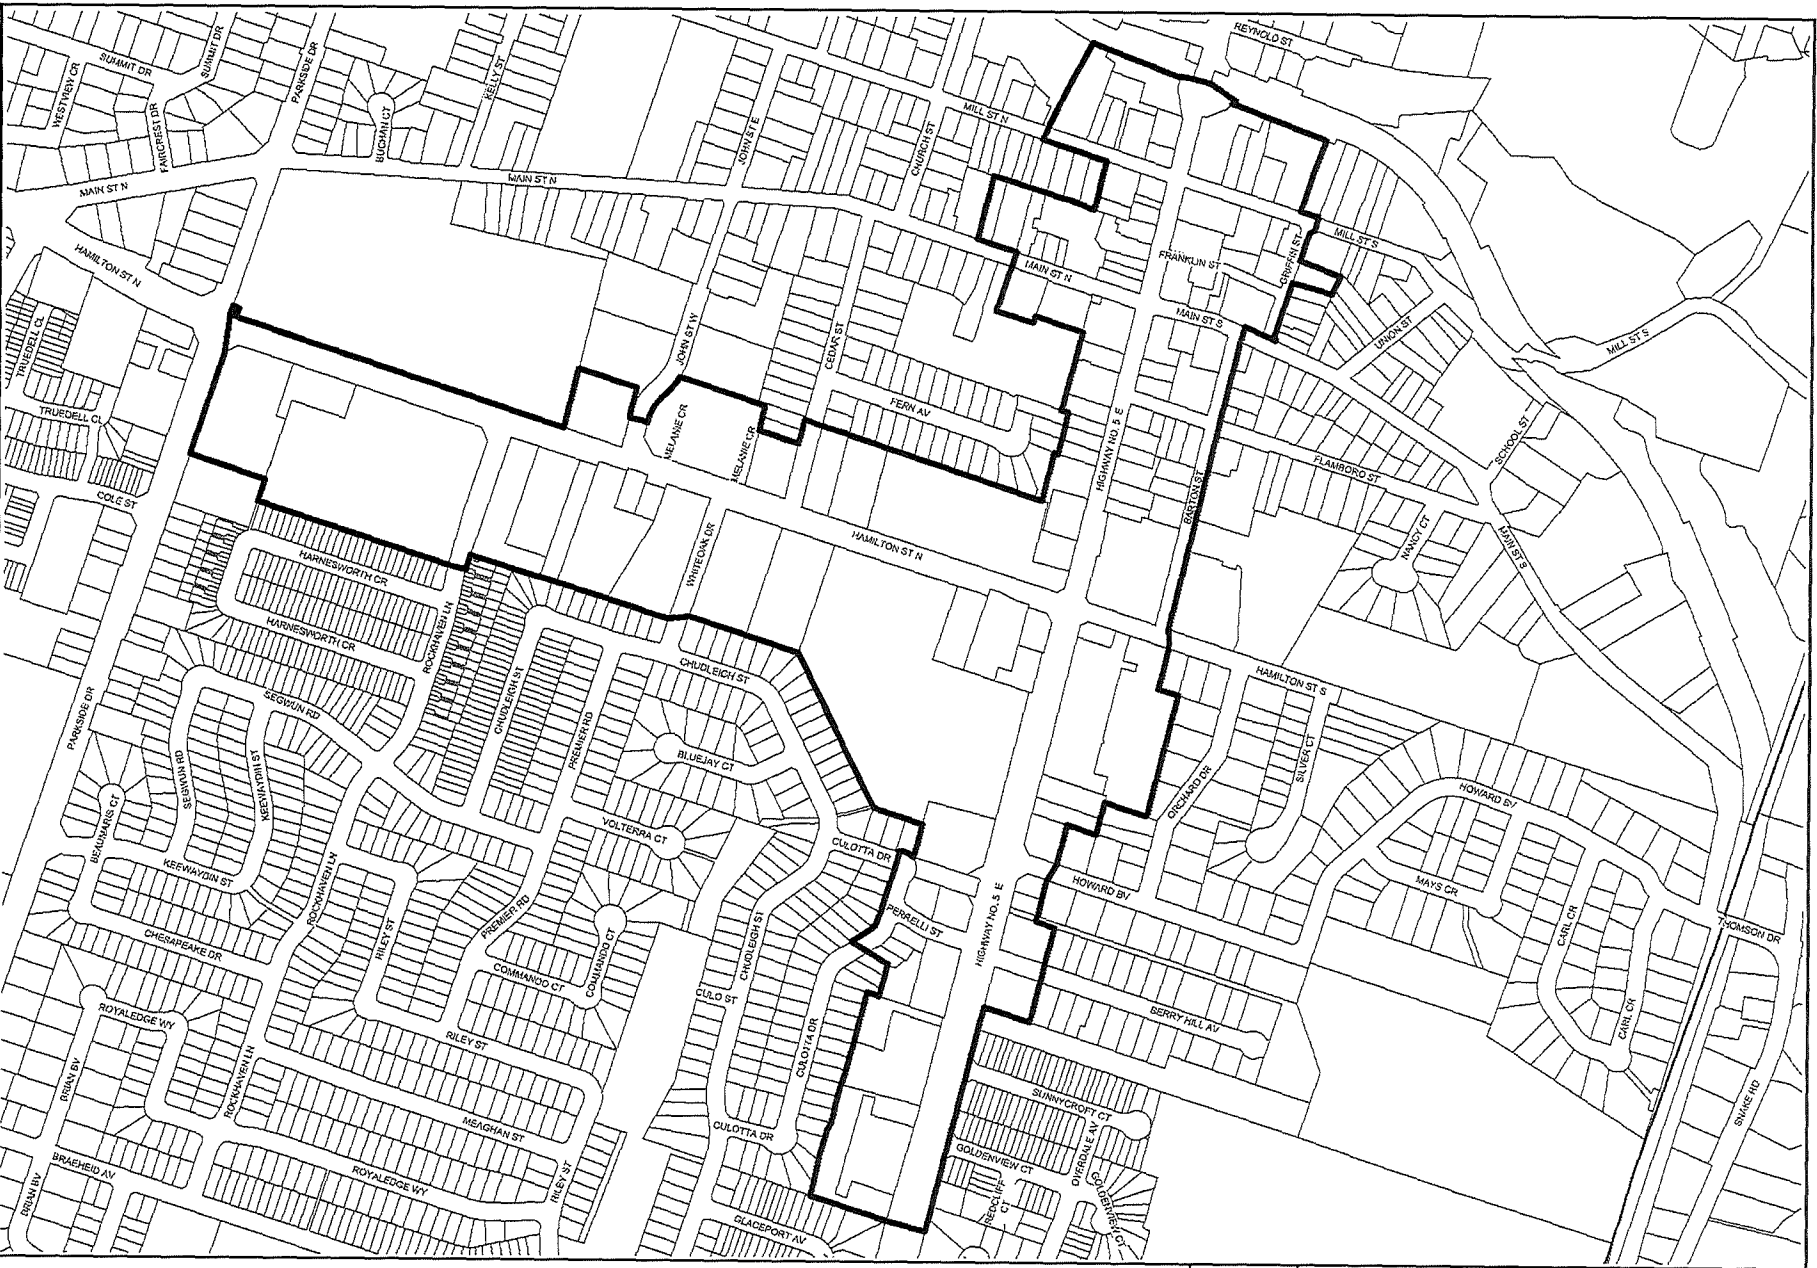 REYNOLD ST
SUMMIT DR
SUMMIT DR
PARKSIDE DR
KELLY ST
WESTVIEW CR
FAIRCREST DR
BUCHAN CT
MILL ST N
JOHN ST E
CHURCH ST
MAIN ST N
MAIN ST N
HAMILTON ST N
MAIN ST N
FRANKLIN ST
GRIFFIN ST
MILL ST S
MAIN ST S
UNION ST
MILL ST S
TRUEDELL CL
TRUEDELL CL
JOHN ST W
CEDAR ST
FERN AV
MELANIE CR
MELANIE CR
HIGHWAY NO. 5 E
BARTON ST
FLAMBORO ST
SCHOOL ST
NANCY CT
MAIN ST S
COLE ST
HARNESWORTH CR
HARNESWORTH CR
WHITE OAK DR
HAMILTON ST N
ROCKHAVEN LN
CHUDLEIGH ST
CHUDLEIGH ST
HAMILTON ST S
PARKSIDE DR
SEGWUN RD
SEGWUN RD
KEEWAYDIN ST
PREMIER RD
BLUEJAY CT
SILVER CT
ORCHARD DR
HOWARD BV
BEAUMARIS CT
KEEWAYDIN ST
VOLTERRA CT
CULOTTA DR
MAYS CR
HOWARD BV
ROCKHAVEN LN
RILEY ST
PREMIER RD
PERRELLI ST
HIGHWAY NO. 5 E
CARL CR
THOMSON DR
CHESAPEAKE DR
COMMANDO CT
COMMANDO CT
CHUDLEIGH ST
CULO ST
ROYALEDGE WY
BERRY HILL AV
CARL CR
RILEY ST
CULOTTA DR
BRIAN BV
ROCKHAVEN LN
MEAGHAN ST
CULOTTA DR
SUNNYCROFT CT
RIVERDALE AV
SNAKE RD
BRAEHEID AV
ROYALEDGE WY
RILEY ST
GOLDENVIEW CT
GOLDENVIEW CT
REDCLIFF CT
BRIAN BV
GLACEPORT AV